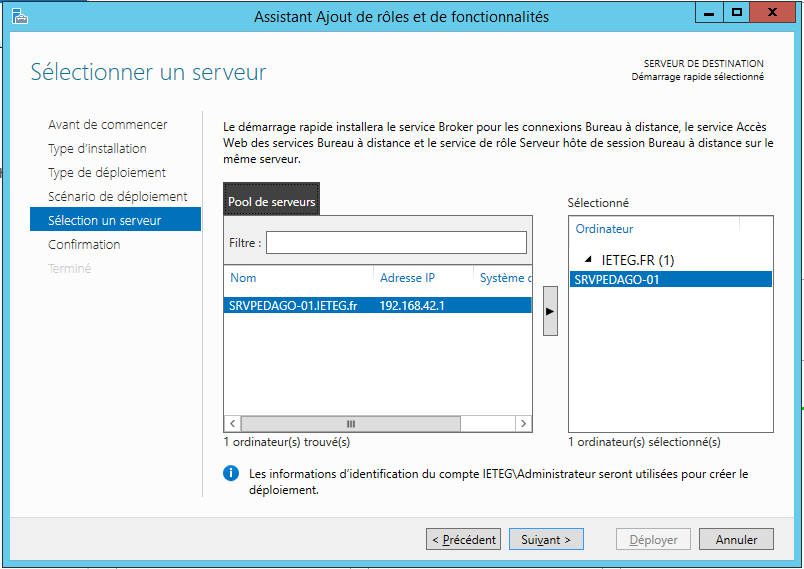 Assistant Ajout de rôles et de fonctionnalités
Sélectionner un serveur
SERVEUR DE DESTINATION
Démarrage rapide sélectionné
Avant de commencer
Type d'installation
Type de déploiement
Scénario de déploiement
Sélection un serveur
Confirmation
Terminé
Le démarrage rapide installera le service Broker pour les connexions Bureau à distance, le service Accès
Web des services Bureau à distance et le service de rôle Serveur hôte de session Bureau à distance sur le
même serveur.
Pool de serveurs
Filtre :
Nom Adresse IP Système
SRVPEDAGO-01.IETEG.fr 192.168.42.1
1 ordinateur(s) trouvé(s)
Sélectionné
Ordinateur
IETEG.FR (1)
SRVPEDAGO-01
1 ordinateur(s) sélectionné(s)
Les informations d'identification du compte IETEG\Administrateur seront utilisées pour créer le
déploiement.
< Précédent Suivant > Déployer Annuler